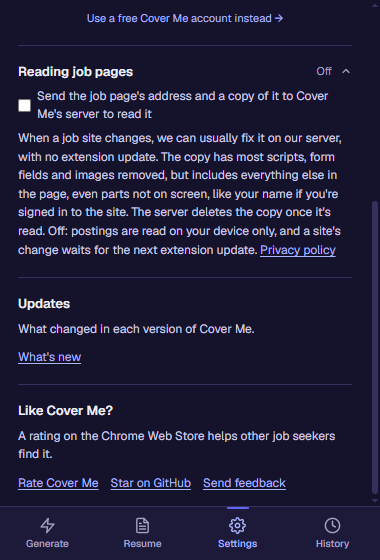 Use a free Cover Me account instead →
Reading job pages
Off
Send the job page's address and a copy of it to Cover
Me's server to read it
When a job site changes, we can usually fix it on our server,
with no extension update. The copy has most scripts, form
fields and images removed, but includes everything else in
the page, even parts not on screen, like your name if you're
signed in to the site. The server deletes the copy once it's
read. Off: postings are read on your device only, and a site's
change waits for the next extension update. Privacy policy
Updates
What changed in each version of Cover Me.
What's new
Like Cover Me?
A rating on the Chrome Web Store helps other job seekers
find it.
Rate Cover Me Star on GitHub Send feedback
Generate Resume Settings History